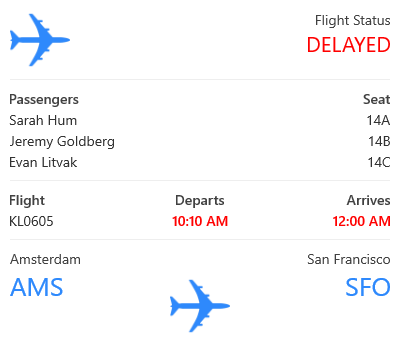 Flight Status
DELAYED
Passengers Seat
Sarah Hum 14A
Jeremy Goldberg 14B
Evan Litvak 14C
Flight Departs Arrives
KL0605 10:10 AM 12:00 AM
Amsterdam San Francisco
AMS SFO